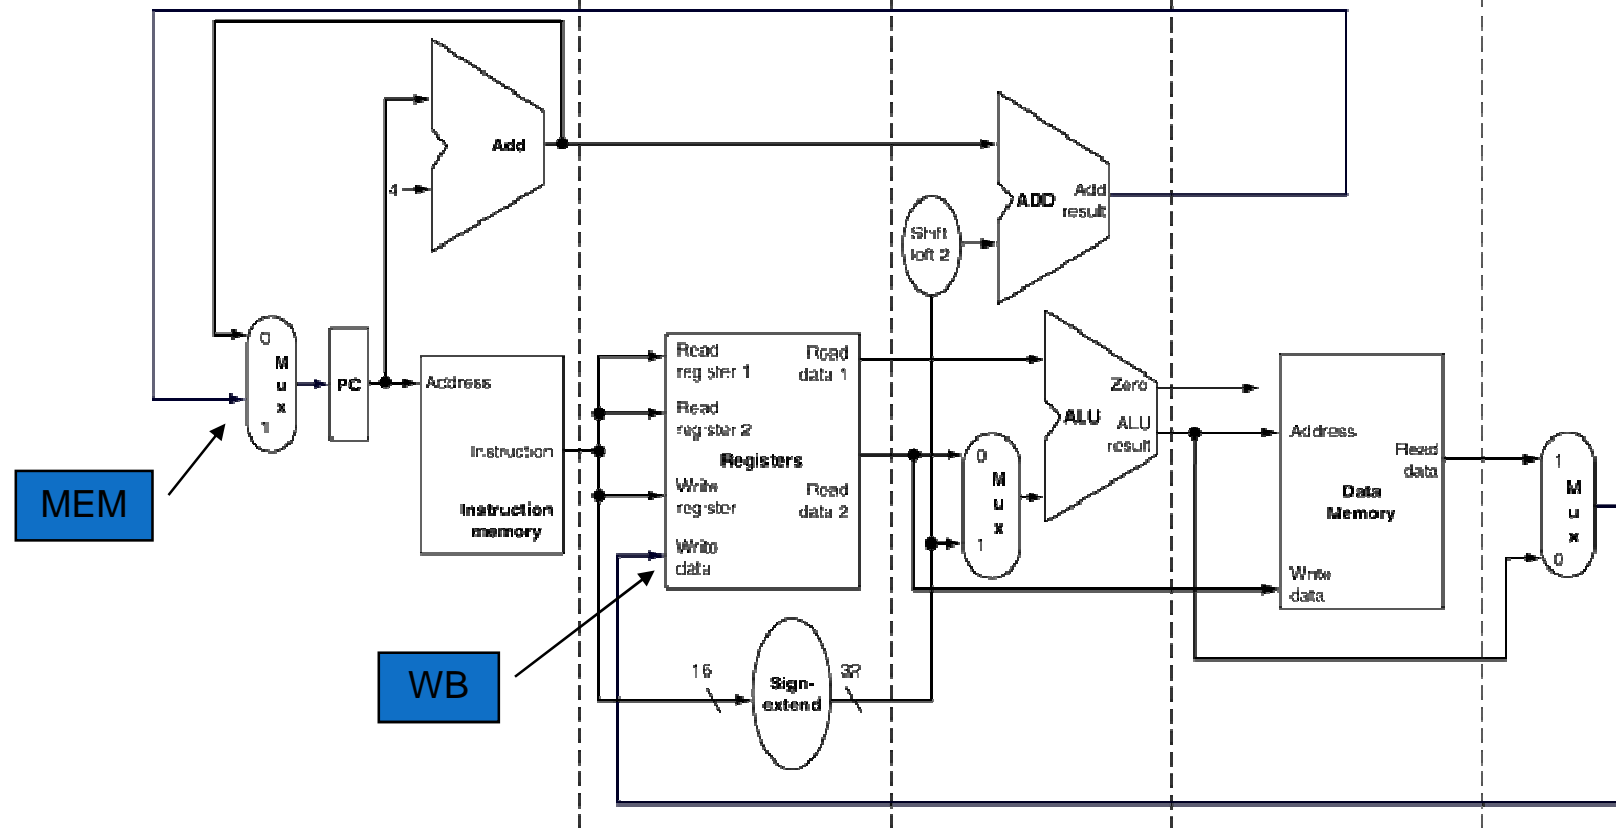 Add
4
ADD
Add
result
Shift
left 2
0
M
u
x
1
PC
Address
Instruction
Instruction
memory
Read
register 1
Read
register 2
Registers
Write
register
Write
data
Read
data 1
Read
data 2
0
M
u
x
1
Zero
ALU
ALU
result
Address
Read
data
Data
Memory
Write
data
1
M
u
x
0
16
Sign-
extend
32
MEM
WB